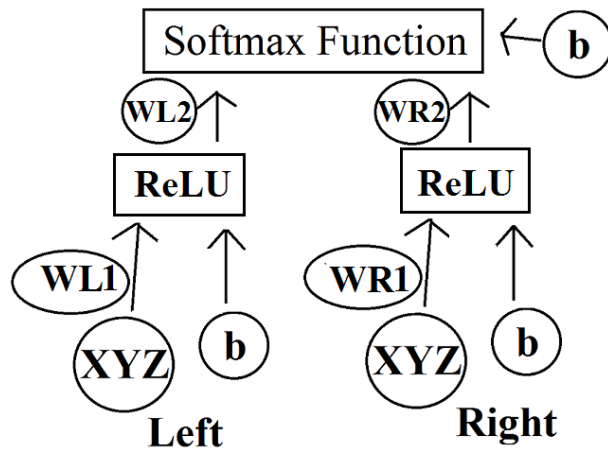 Softmax Function
b
WL2
WR2
ReLU
ReLU
WL1
WR1
XYZ
b
XYZ
b
Left
Right